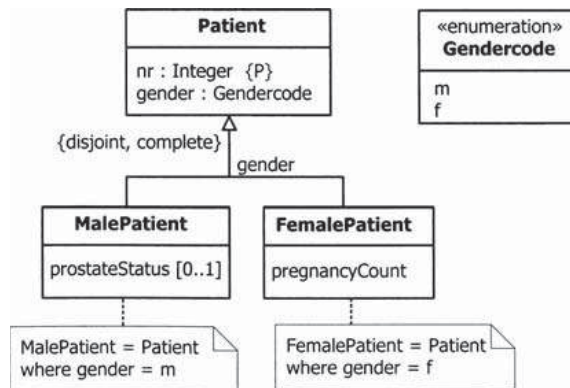 Patient
nr : Integer {P}
gender : Gendercode
«enumeration»
Gendercode
m
f
{disjoint, complete}
gender
MalePatient
prostateStatus [0..1]
FemalePatient
pregnancyCount
MalePatient = Patient
where gender = m
FemalePatient = Patient
where gender = f